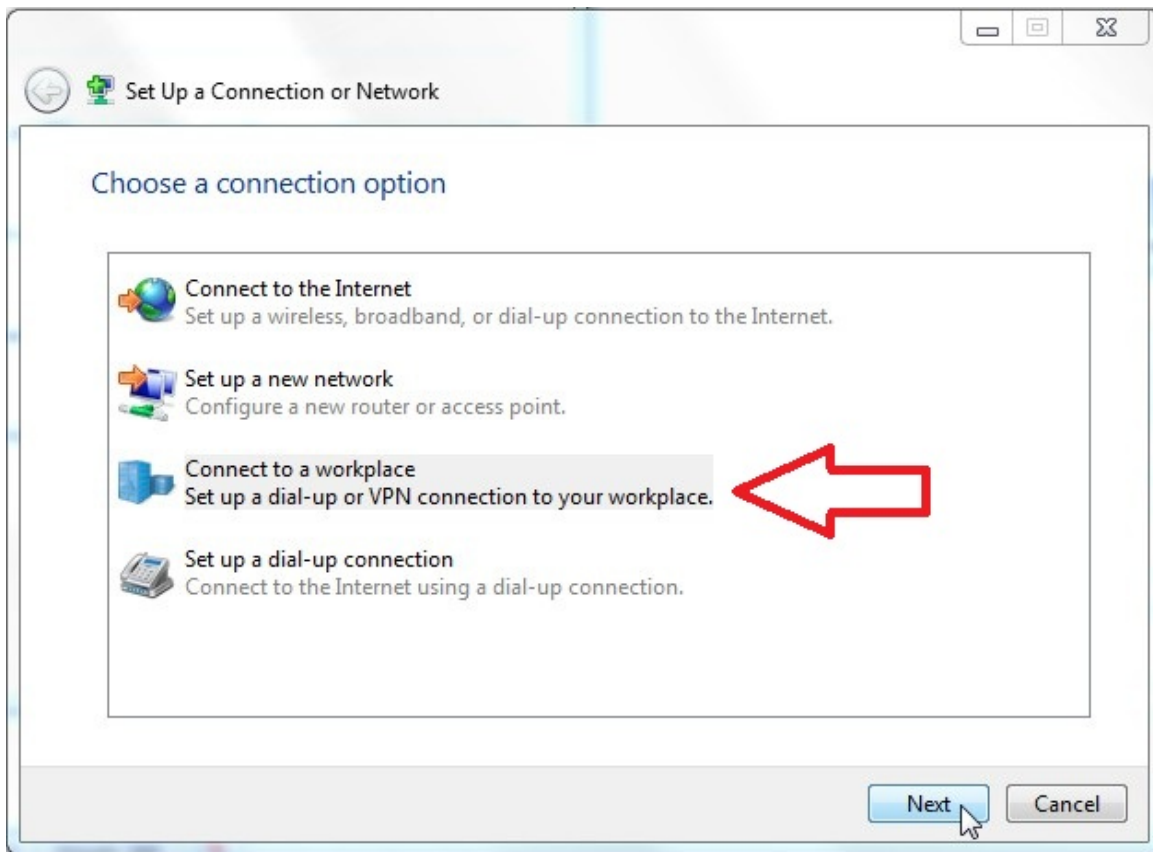 Set Up a Connection or Network
Choose a connection option
Connect to the Internet
Set up a wireless, broadband, or dial-up connection to the Internet.
Set up a new network
Configure a new router or access point.
Connect to a workplace
Set up a dial-up or VPN connection to your workplace.
Set up a dial-up connection
Connect to the Internet using a dial-up connection.
Next
Cancel